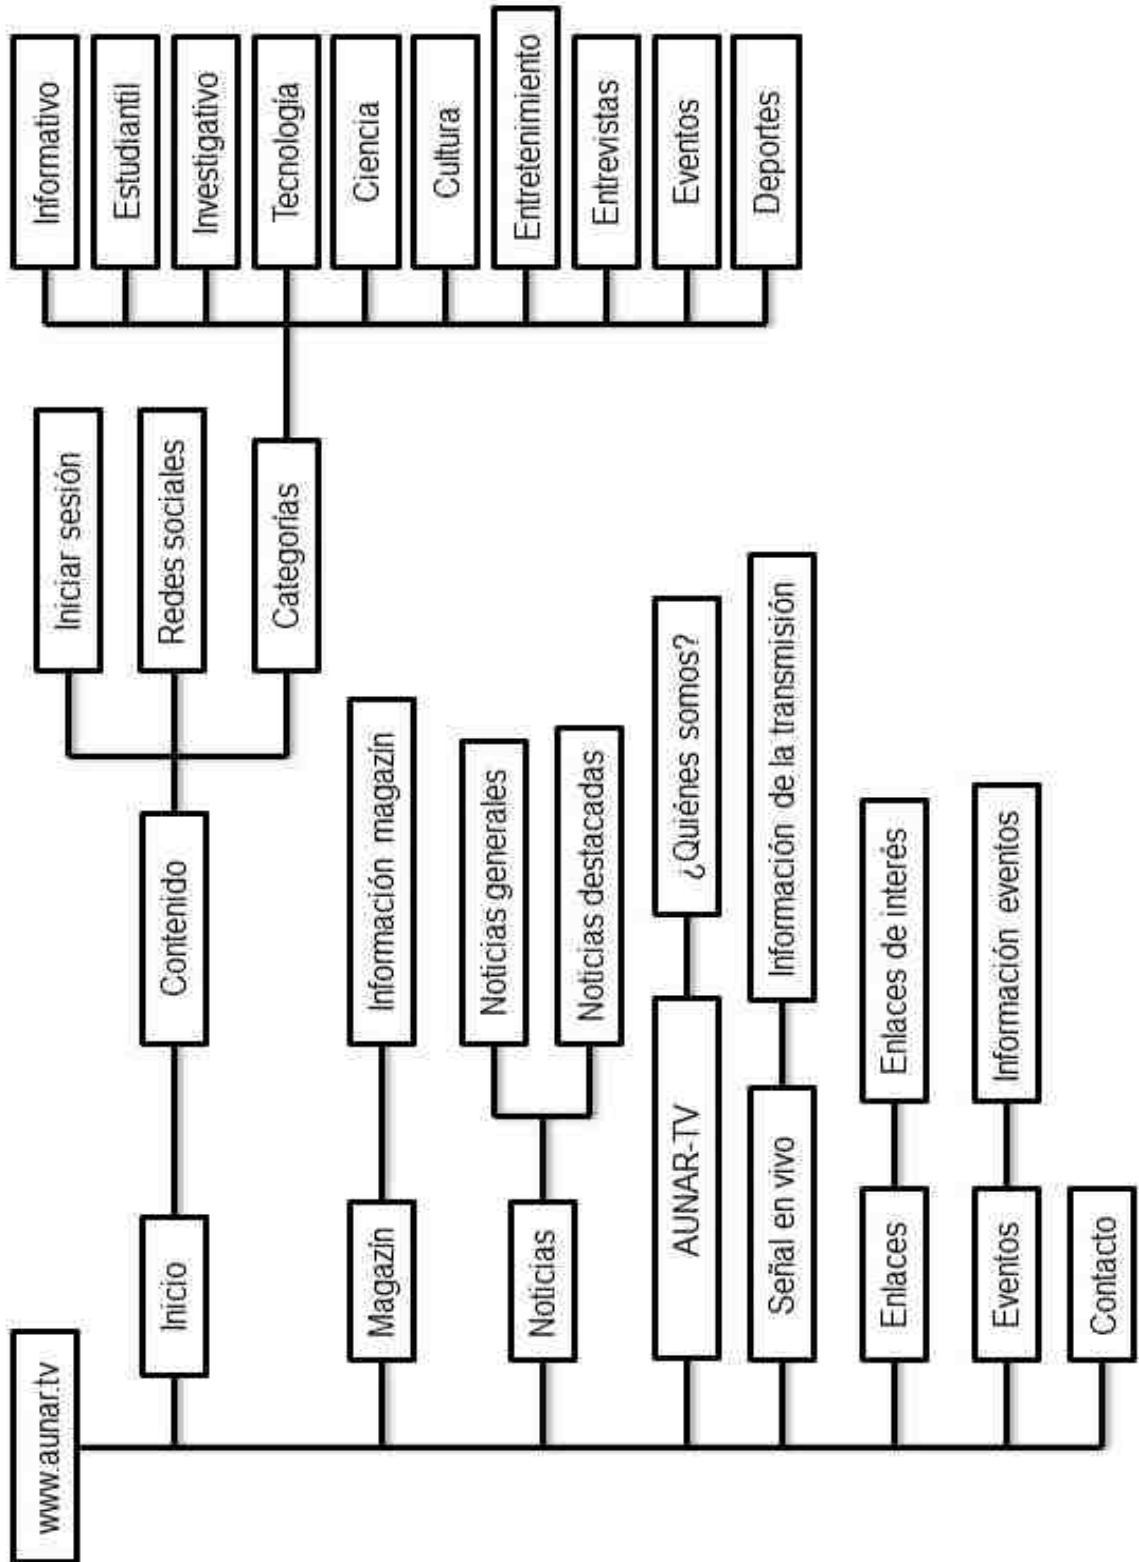 www.aunar.tv
Inicio
Contenido
Iniciar sesión
Redes sociales
Categorías
Informativo
Estudiantil
Investigativo
Tecnología
Ciencia
Cultura
Entretenimiento
Entrevistas
Eventos
Deportes
Magazín
Información magazín
Noticias
Noticias generales
Noticias destacadas
AUNAR-TV
¿Quiénes somos?
Señal en vivo
Información de la transmisión
Enlaces
Enlaces de interés
Eventos
Información eventos
Contacto